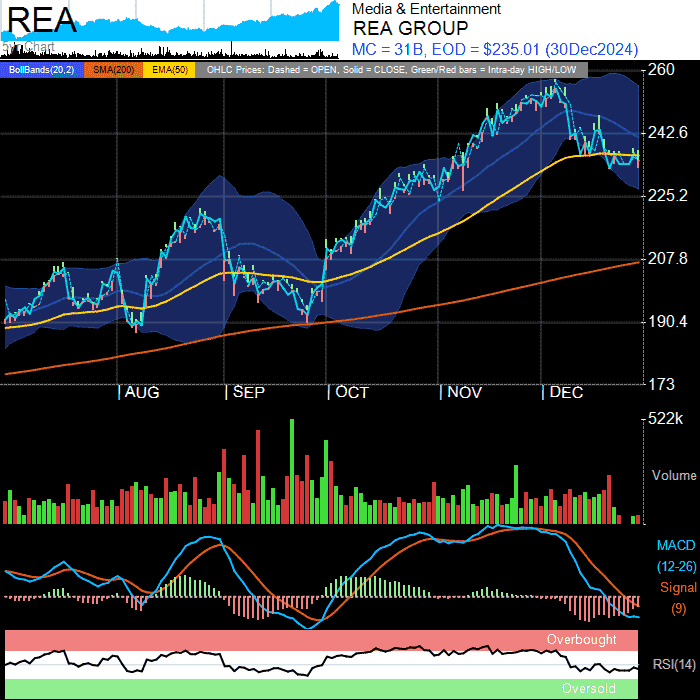 REA
Media & Entertainment
REA GROUP
MC = 31B, EOD = $235.01 (30Dec2024)
Chart
BollBands(20,2) SMA(200) EMA(50) OHLC Prices: Dashed = OPEN, Solid = CLOSE, Green/Red bars = Intra-day HIGH/LOW
260
242.6
225.2
207.8
190.4
173
AUG SEP OCT NOV DEC
522k
Volume
MACD
(12-26)
Signal
(9)
Overbought
RSI(14)
Oversold